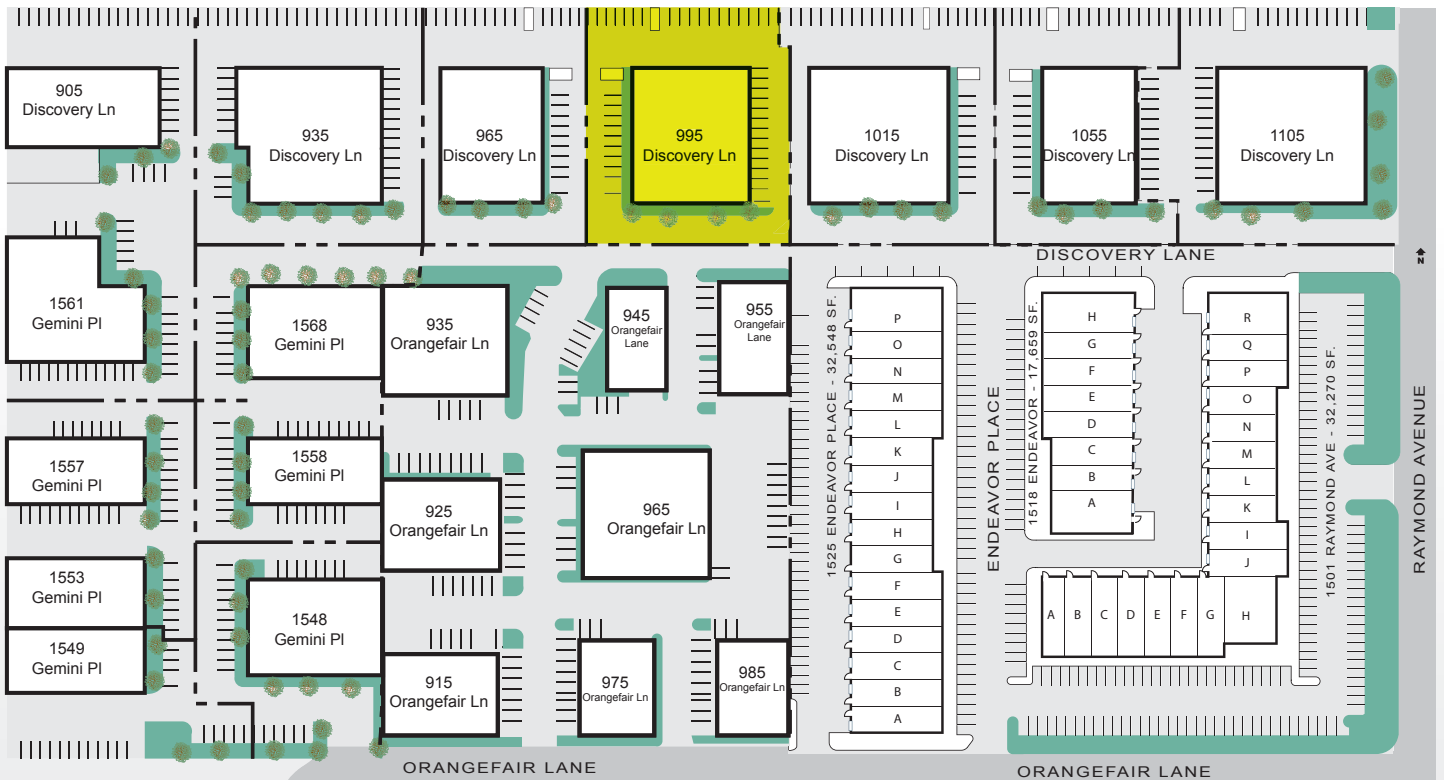 905
Discovery Ln
935
Discovery Ln
965
Discovery Ln
995
Discovery Ln
1015
Discovery Ln
1055
Discovery Ln
1105
Discovery Ln
DISCOVERY LANE
N
1561
Gemini Pl
1568
Gemini Pl
935
Orangefair Ln
945
Orangefair
Lane
955
Orangefair
Lane
1557
Gemini Pl
1558
Gemini Pl
925
Orangefair Ln
965
Orangefair Ln
1553
Gemini Pl
1549
Gemini Pl
1548
Gemini Pl
915
Orangefair Ln
975
Orangefair Ln
985
Orangefair Ln
1525 ENDEAVOR PLACE - 32,548 SF.
P
O
N
M
L
K
J
I
H
G
F
E
D
C
B
A
ENDEAVOR PLACE
1518 ENDEAVOR - 17,659 SF.
H
G
F
E
D
C
B
A
R
Q
P
O
N
M
L
K
I
J
A B C D E F G H
1501 RAYMOND AVE - 32,270 SF.
RAYMOND AVENUE
ORANGEFAIR LANE
ORANGEFAIR LANE